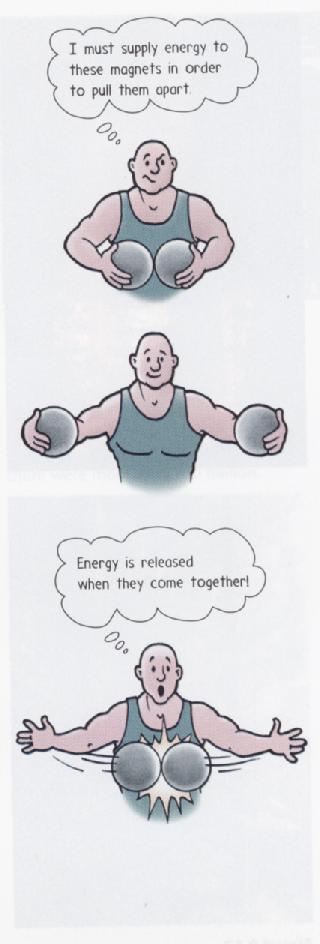 I must supply energy to
these magnets in order
to pull them apart.
Energy is released
when they come together!